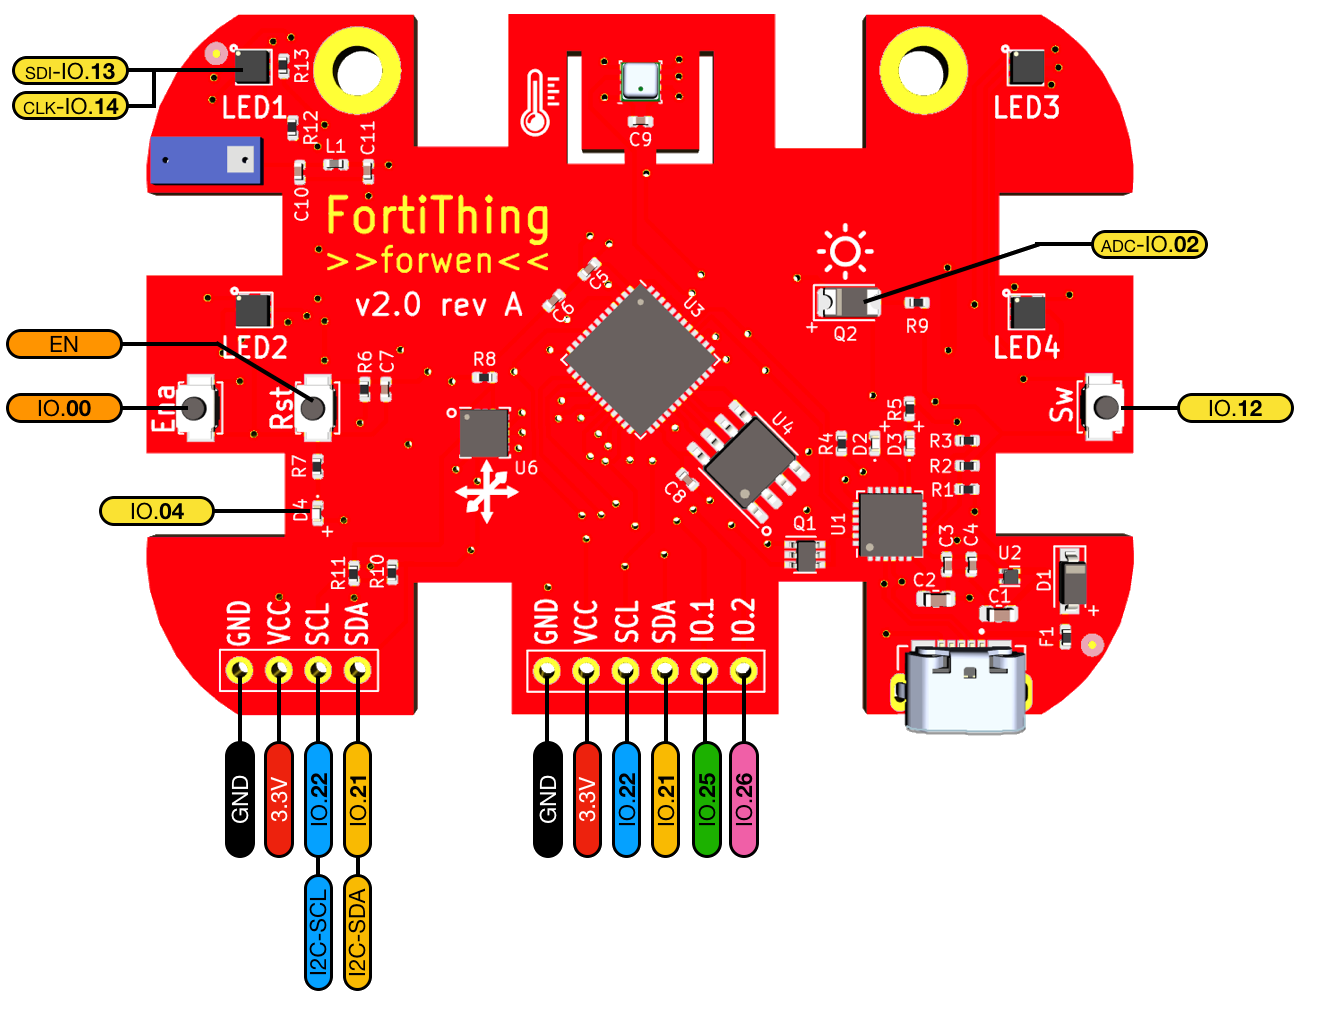 SDI-IO.13
CLK-IO.14
LED1
R13
R12
L1
C11
C10
C9
LED3
FortiThing
>>forwen<<
v2.0 rev A
ADC-IO.02
C5
C6
U3
+
Q2
R9
LED2
LED4
EN
IO.00
Ena
Rst
R6
C7
R8
U6
U4
C8
R4
D2
+
D3
+
R5
R3
R2
R1
Sw
IO.12
R7
IO.04
D4
+
R11
R10
Q1
U1
C3
C4
U2
C2
C1
D1
+
F1
GND
VCC
SCL
SDA
GND
VCC
SCL
SDA
IO.1
IO.2
GND
3.3V
IO.22
IO.21
GND
3.3V
IO.22
IO.21
IO.25
IO.26
I2C-SCL
I2C-SDA